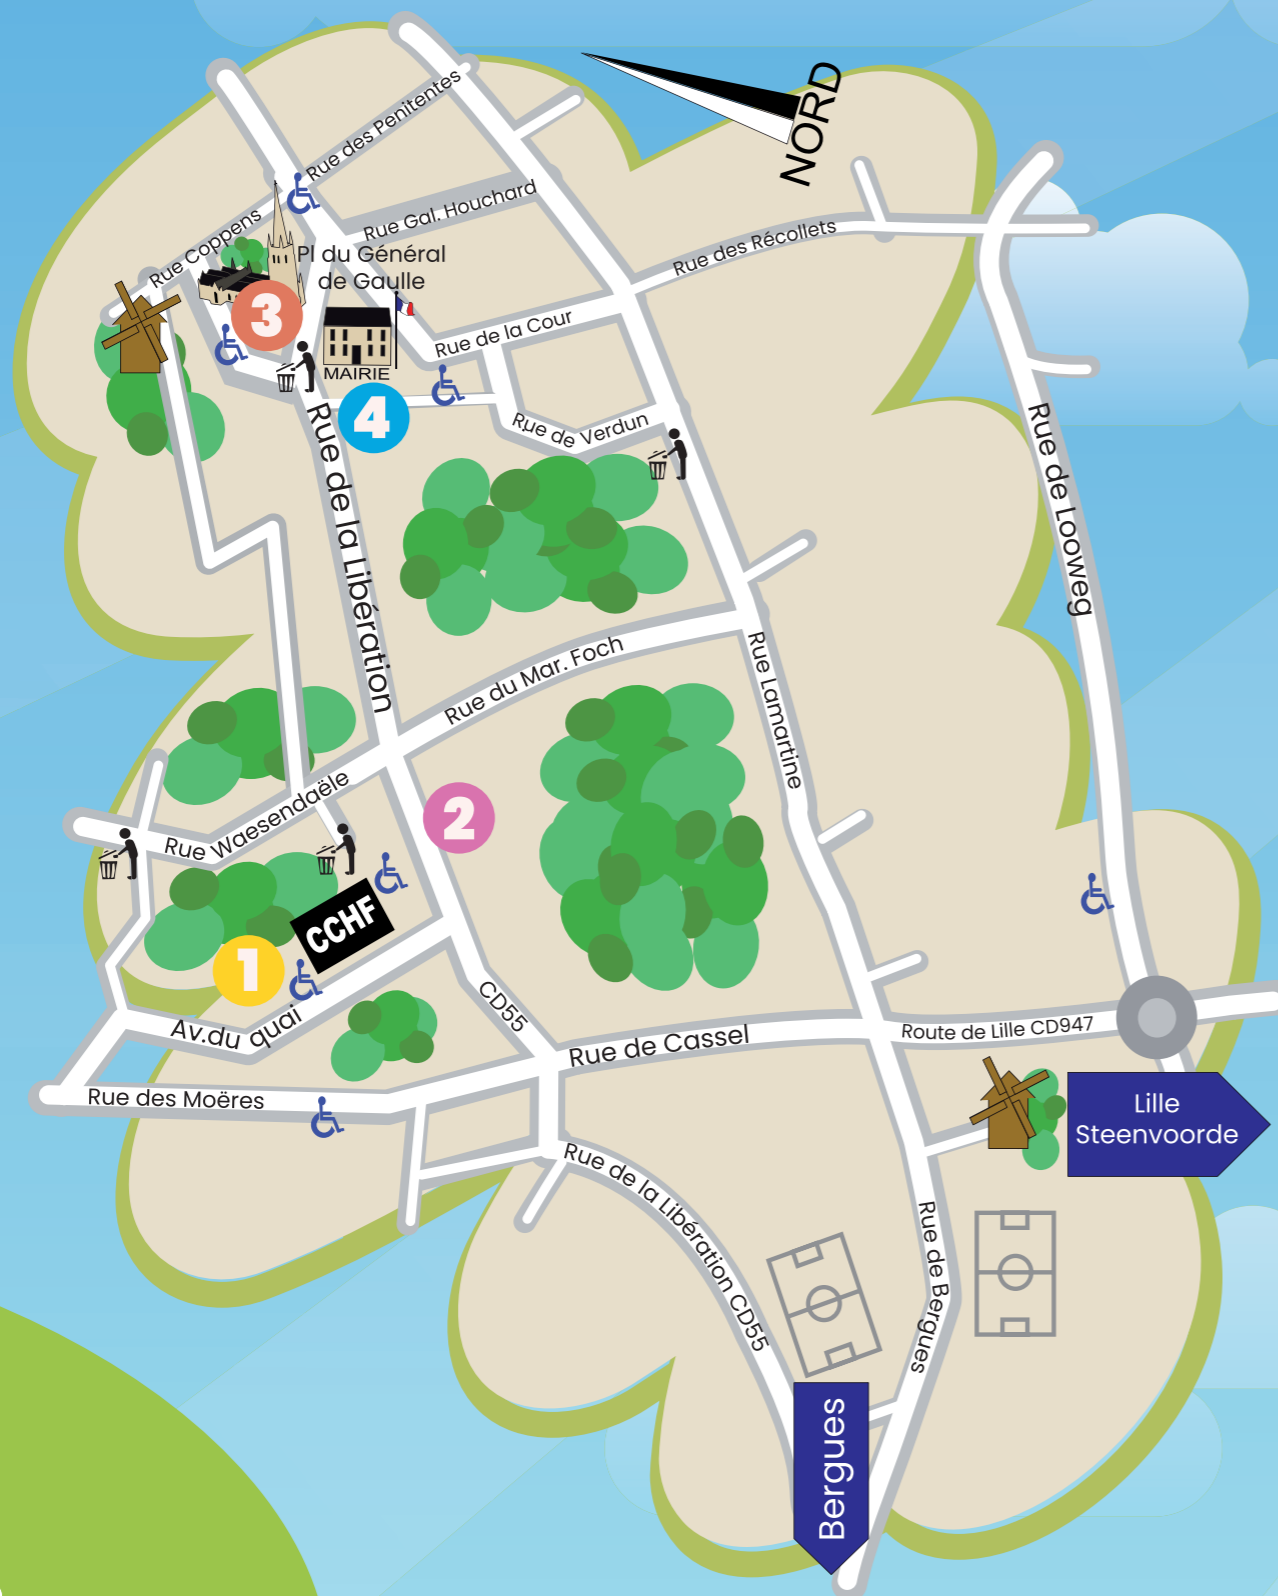 NORD
Rue des Penitentes
Rue Gal. Houchard
Rue Coppens
Pl du Général
de Gaulle
Rue des Récollets
3
Rue de la Cour
MAIRIE
4
Rue de Verdun
Rue de la Libération
Rue de Looweg
Rue du Mar. Foch
Rue Lamartine
Rue Waesendaële
2
CCHF
1
Av.du quai
CD55
Rue de Cassel
Route de Lille CD947
Rue des Moëres
Lille
Steenvoorde
Rue de la Libération CD55
Rue de Bergues
Bergues